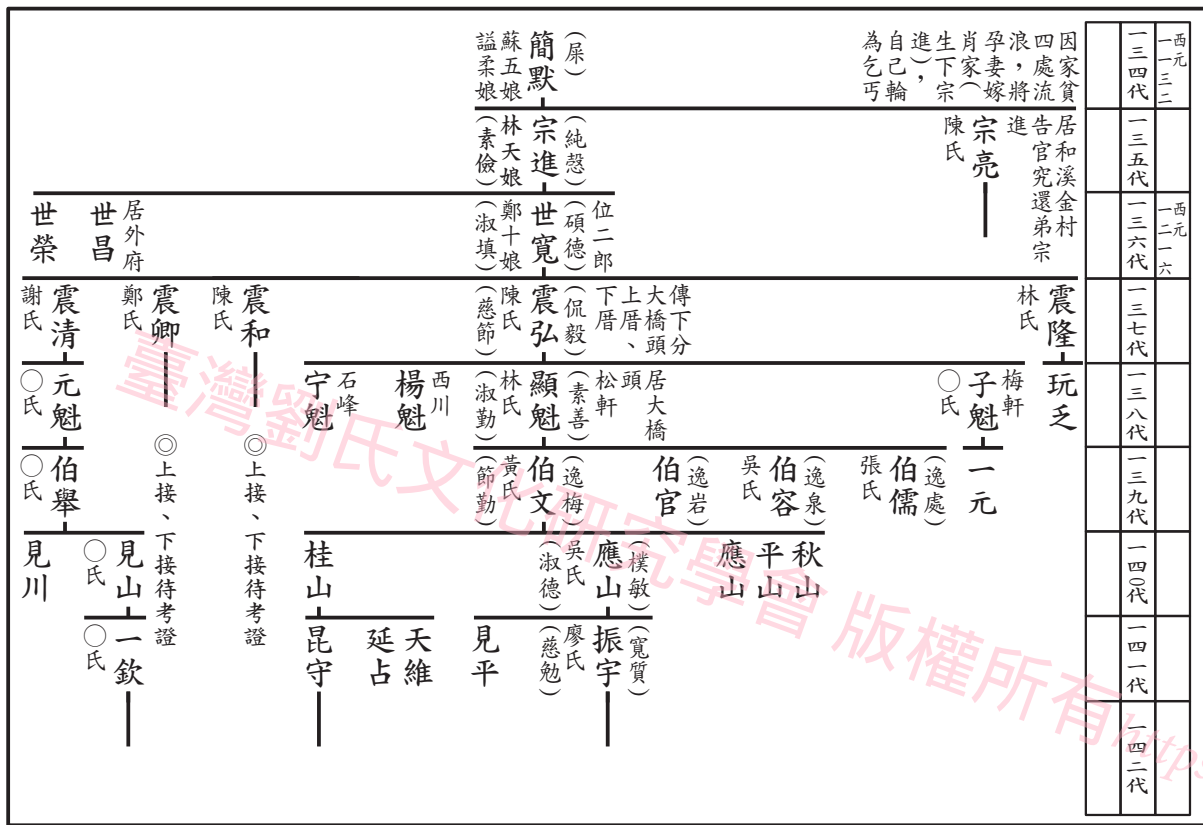 西元一一三二
一三四代
因家貧
四處流
浪，將
孕妻嫁
肖家（
生下宗
進），
自己輪
為乞丐
（屎）
簡默
蘇五娘
謚柔娘
一三五代
居和溪金村
告官究還弟宗
進
宗亮
陳氏
（純愨）
宗進
林天娘
（素儉）
西元一二一六
一三六代
位二郎
（碩德）
世寬
鄭十娘
（淑填）
居外府
世昌
世榮
一三七代
震隆
林氏
傳下分
大橋頭
上厝、
下厝
（侃毅）
震弘
陳氏
（慈節）
震和
陳氏
震卿
鄭氏
震清
謝氏
一三八代
玩乏
梅軒
子魁
〇氏
居大橋
頭
松軒
（素善）
顯魁
林氏
（淑勤）
西川
楊魁
石峰
宁魁
◎上接、下接待考證
◎上接、下接待考證
元魁
〇氏
一三九代
一元
（逸處）
伯儒
張氏
（逸泉）
伯容
吳氏
（逸岩）
伯官
（逸梅）
伯文
黃氏
（節勤）
伯舉
〇氏
一四〇代
秋山
平山
應山
（樸敏）
應山
吳氏
（淑德）
桂山
見山
〇氏
見川
一四一代
（寬質）
振宇
廖氏
（慈勉）
見平
天維
延占
昆守
一欽
〇氏
一四二代
臺灣劉氏文化研究學會 版權所有https